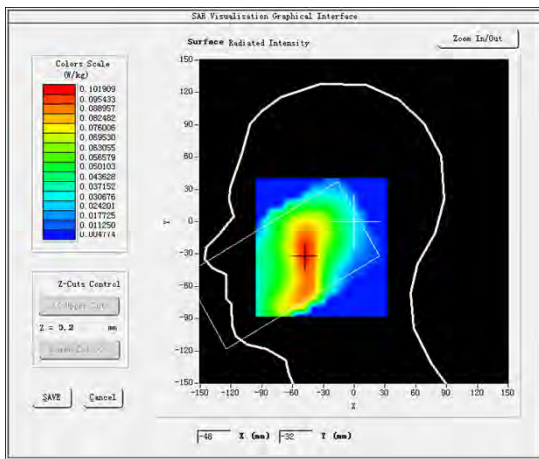 SAR Visualisation Graphical Interface
Surface Radiated Intensity
Zoom In/Out
Colors Scale
(W/kg)
0.101909
0.095433
0.088957
0.082482
0.076006
0.069530
0.063055
0.056579
0.050103
0.043628
0.037152
0.030676
0.024201
0.017725
0.011250
0.004774
150
120
90
60
30
0
-30
-60
-90
-120
-150
Y
-150 -120 -90 -60 -30 0 30 60 90 120 150
X
Z-Cuts Control
Z = 0.2 mm
SAVE Cancel
-48 X (mm) -32 Y (mm)